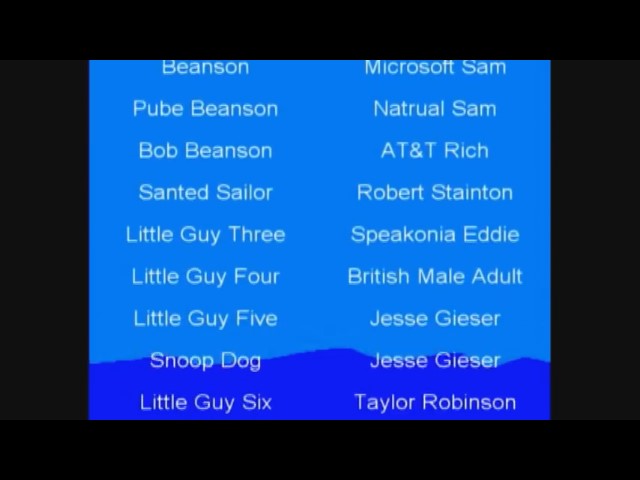 Beanson Microsoft Sam
Pube Beanson Natrual Sam
Bob Beanson AT&T Rich
Santed Sailor Robert Stainton
Little Guy Three Speakonia Eddie
Little Guy Four British Male Adult
Little Guy Five Jesse Gieser
Snoop Dog Jesse Gieser
Little Guy Six Taylor Robinson